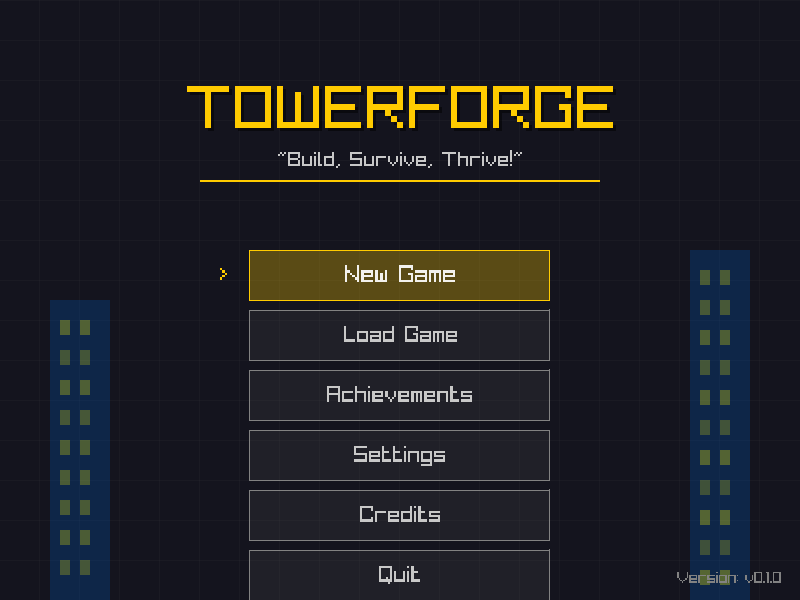 TOWERFORGE
"Build, Survive, Thrive!"
> New Game
Load Game
Achievements
Settings
Credits
Quit
Version: v0.1.0